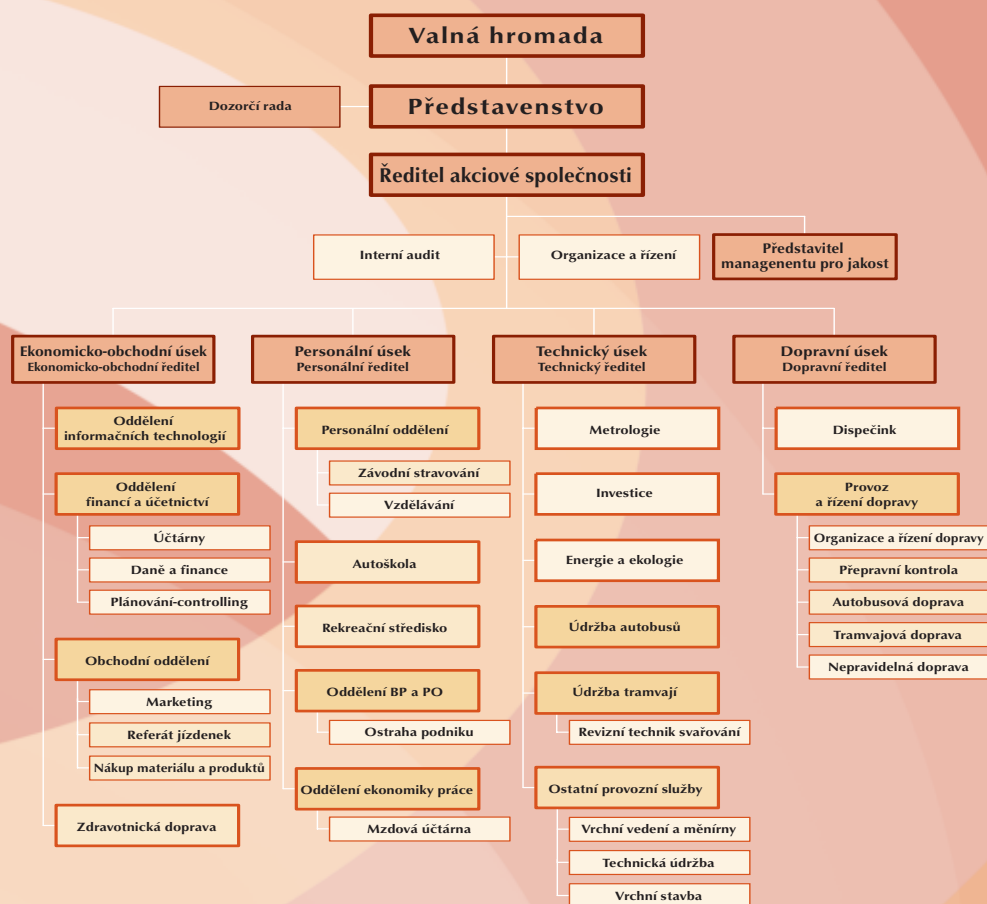 Valná hromada
Dozorčí rada
Představenstvo
Ředitel akciové společnosti
Interní audit
Organizace a řízení
Představitel
managenentu pro jakost
Ekonomicko-obchodní úsek
Ekonomicko-obchodní ředitel
Oddělení
informačních technologií
Oddělení
financí a účetnictví
Účtárny
Daně a finance
Plánování-controlling
Obchodní oddělení
Marketing
Referát jízdenek
Nákup materiálu a produktů
Zdravotnická doprava
Personální úsek
Personální ředitel
Personální oddělení
Závodní stravování
Vzdělávání
Autoškola
Rekreační středisko
Oddělení BP a PO
Ostraha podniku
Oddělení ekonomiky práce
Mzdová účtárna
Technický úsek
Technický ředitel
Metrologie
Investice
Energie a ekologie
Údržba autobusů
Údržba tramvají
Revizní technik svařování
Ostatní provozní služby
Vrchní vedení a měnírny
Technická údržba
Vrchní stavba
Dopravní úsek
Dopravní ředitel
Dispečink
Provoz
a řízení dopravy
Organizace a řízení dopravy
Přepravní kontrola
Autobusová doprava
Tramvajová doprava
Nepravidelná doprava